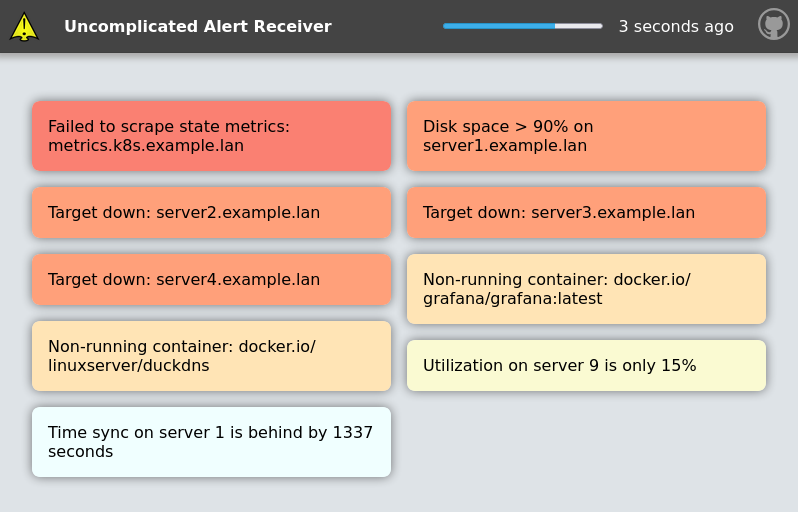 Uncomplicated Alert Receiver
3 seconds ago
Failed to scrape state metrics:
metrics.k8s.example.lan
Disk space > 90% on
server1.example.lan
Target down: server2.example.lan
Target down: server3.example.lan
Target down: server4.example.lan
Non-running container: docker.io/
grafana/grafana:latest
Non-running container: docker.io/
linuxserver/duckdns
Utilization on server 9 is only 15%
Time sync on server 1 is behind by 1337
seconds